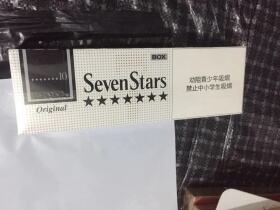 10
Original
BOX
SevenStars
★★★★★★★
劝阻青少年吸烟
禁止中小学生吸烟